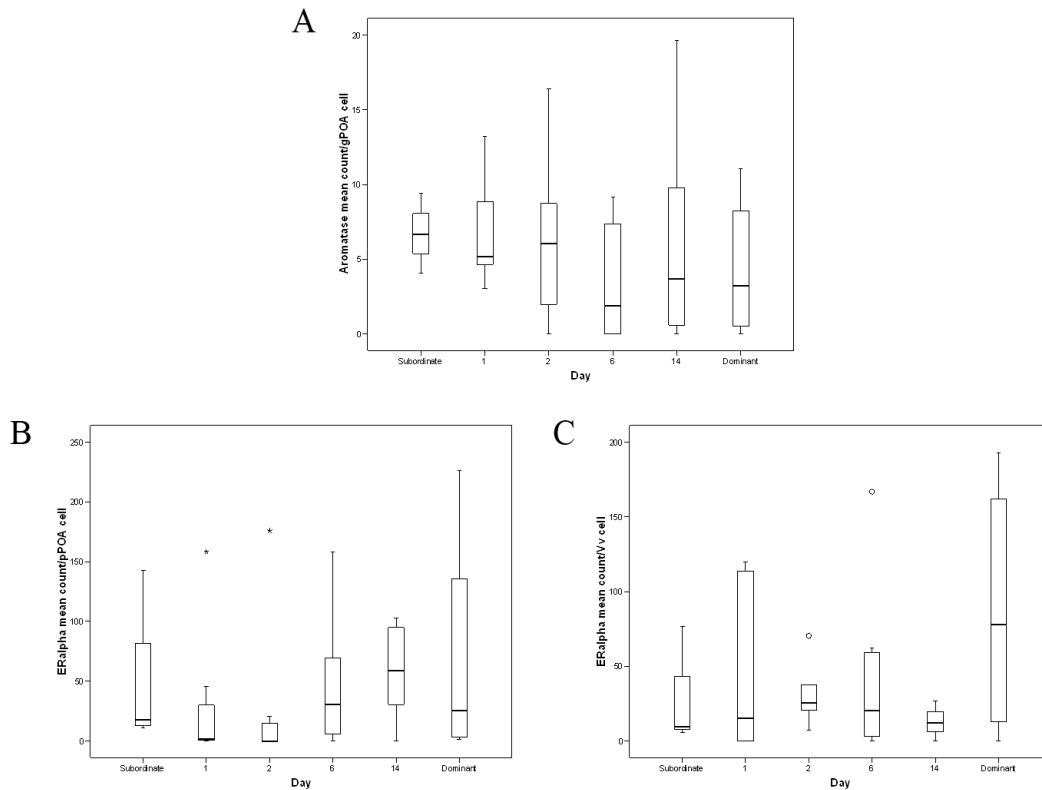 A
Aromatase mean count/gPOA cell
20
15
10
5
0
Subordinate 1 2 6 14 Dominant
Day
B
ERalpha mean count/pPOA cell
250
200
150
100
50
0
*
*
Subordinate 1 2 6 14 Dominant
Day
C
ERalpha mean count/Vv cell
200
150
100
50
0
Subordinate 1 2 6 14 Dominant
Day